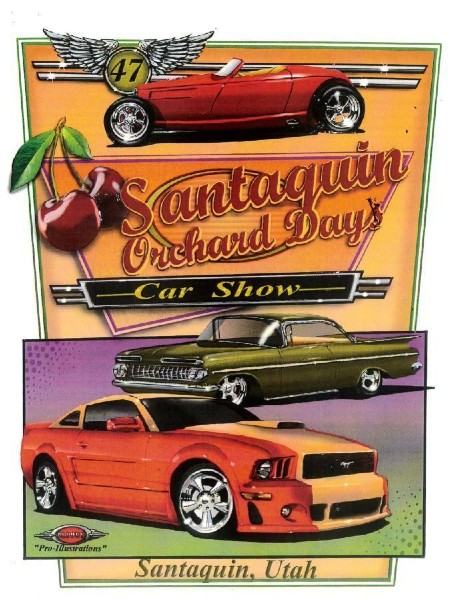 47
Santaquin
Orchard Days
Car Show
"Pro-Illustrations"
Santaquin, Utah